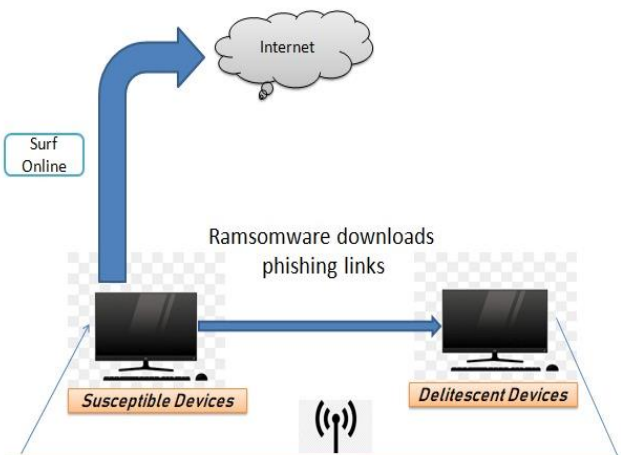 Internet
Surf
Online
Ramsomware downloads
phishing links
Susceptible Devices
Delitescent Devices